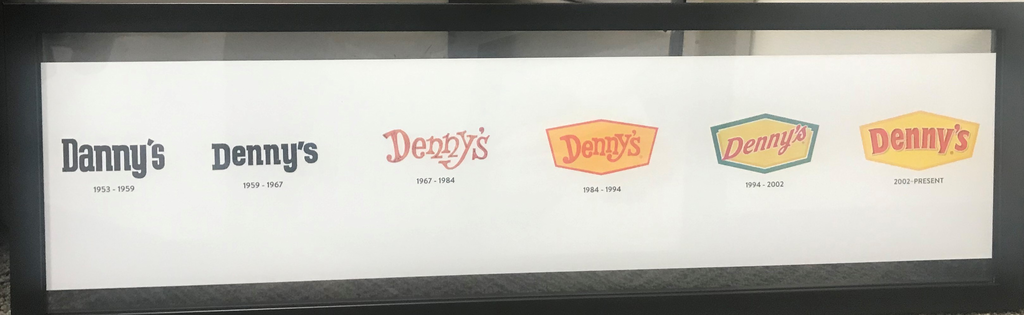 Danny's
1953 - 1959
Denny's
1959 - 1967
Denny's
1967 - 1984
Denny's
1984 - 1994
Denny's
1994 - 2002
Denny's
2002-PRESENT